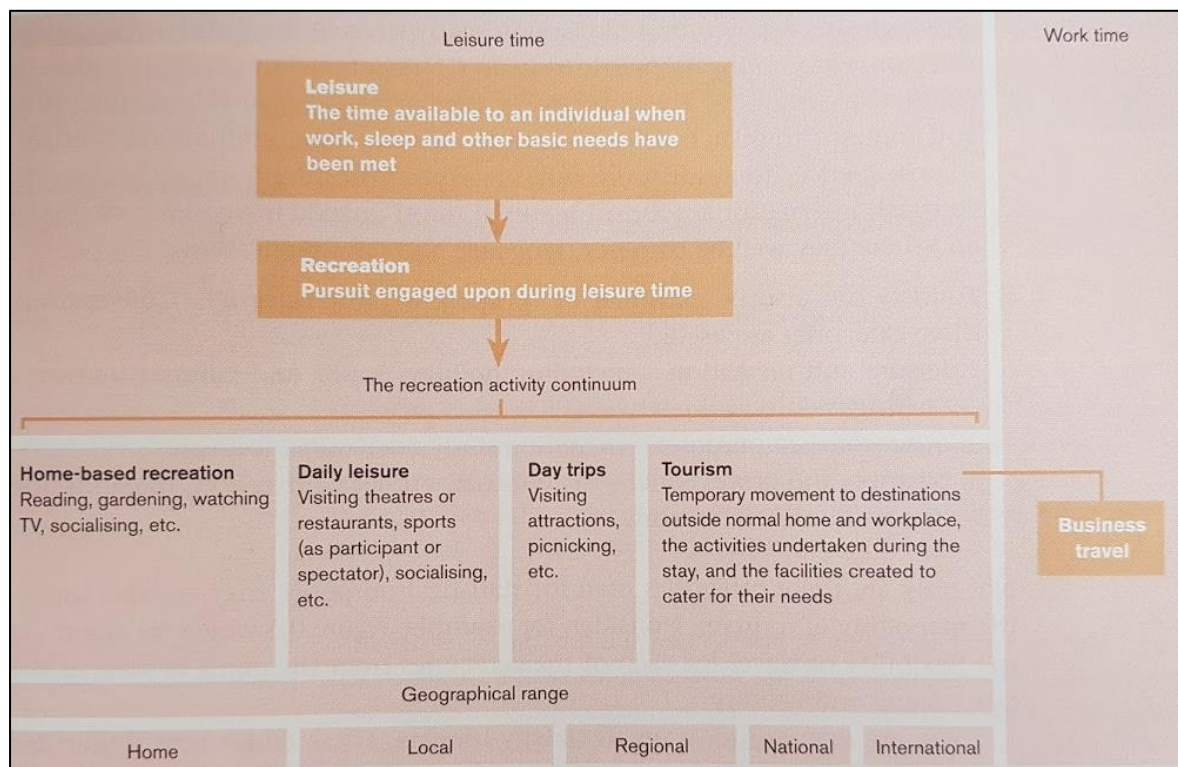 Leisure time
Work time
Leisure
The time available to an individual when
work, sleep and other basic needs have
been met
Recreation
Pursuit engaged upon during leisure time
The recreation activity continuum
Home-based recreation
Reading, gardening, watching
TV, socialising, etc.
Daily leisure
Visiting theatres or
restaurants, sports
(as participant or
spectator), socialising,
etc.
Day trips
Visiting
attractions,
picnicking,
etc.
Tourism
Temporary movement to destinations
outside normal home and workplace,
the activities undertaken during the
stay, and the facilities created to
cater for their needs
Business
travel
Geographical range
Home
Local
Regional
National
International